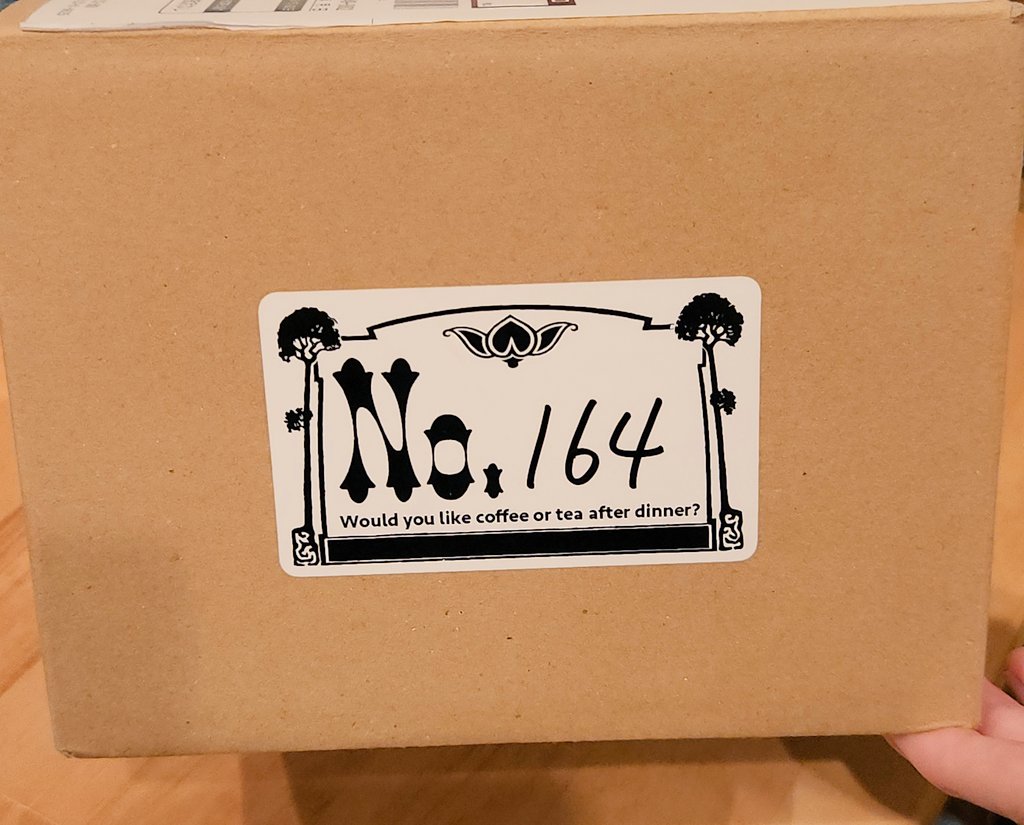 No. 164
Would you like coffee or tea after dinner?